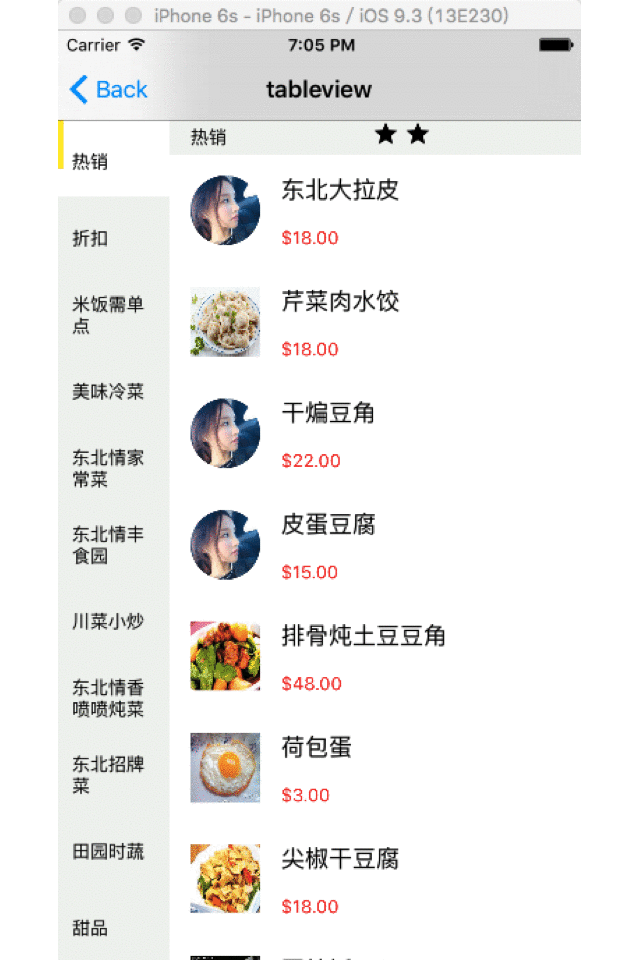 iPhone 6s - iPhone 6s / iOS 9.3 (13E230)
Carrier 7:05 PM
Back tableview
热销
折扣
米饭需单
点
美味冷菜
东北情家
常菜
东北情丰
食园
川菜小炒
东北情香
喷喷炖菜
东北招牌
菜
田园时蔬
甜品
热销
东北大拉皮
$18.00
芹菜肉水饺
$18.00
干煸豆角
$22.00
皮蛋豆腐
$15.00
排骨炖土豆豆角
$48.00
荷包蛋
$3.00
尖椒干豆腐
$18.00